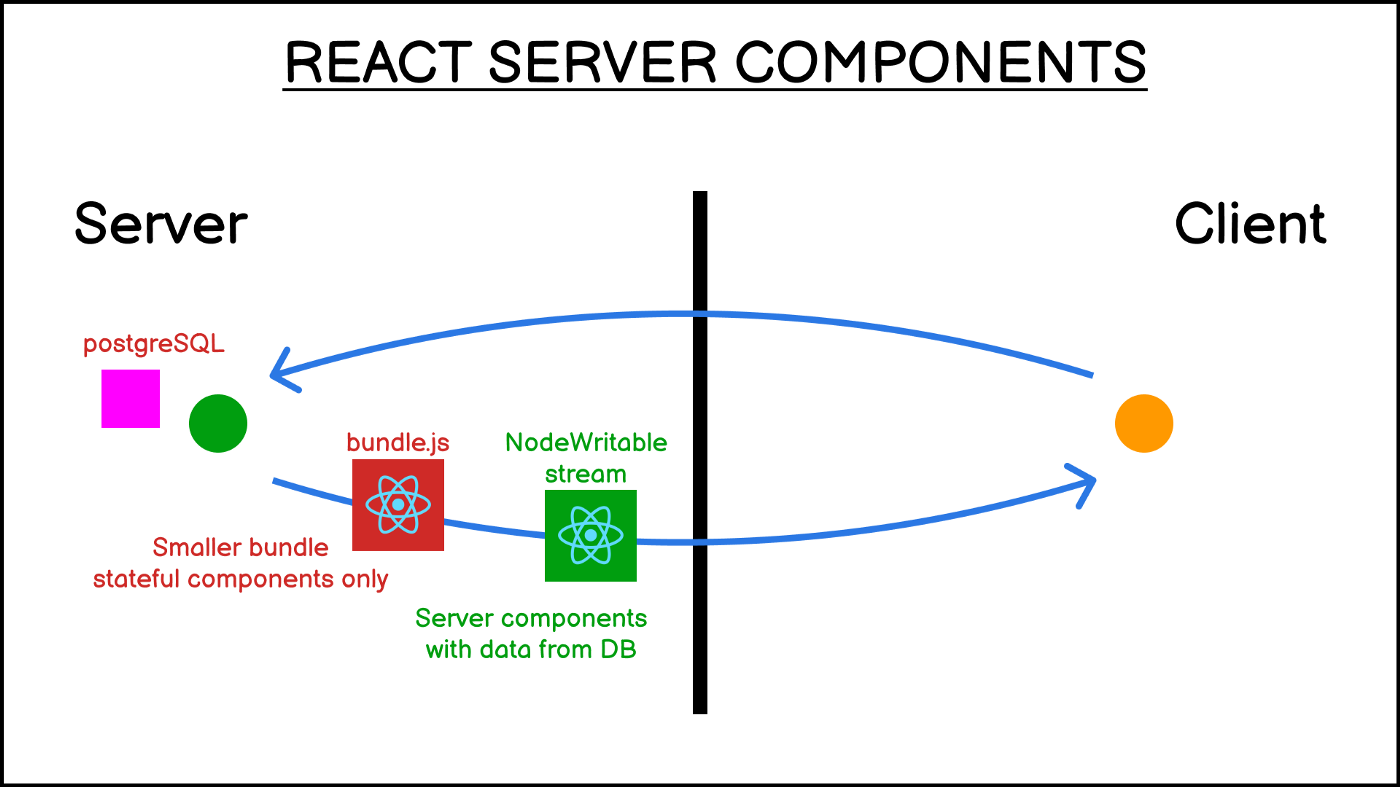 REACT SERVER COMPONENTS
Server
Client
postgreSQL
bundle.js
NodeWritable
stream
Smaller bundle
stateful components only
Server components
with data from DB